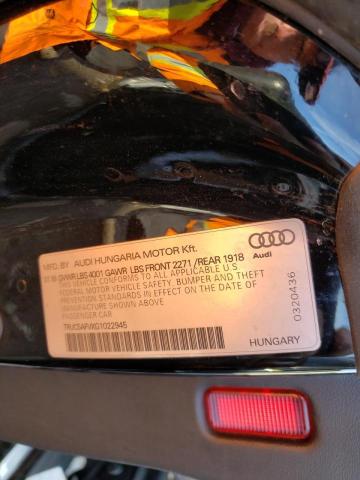 MFG. BY AUDI HUNGARIA MOTOR Kft.
GVWR LBS 4001 GAWR LBS FRONT 2271 /REAR 1918
THIS VEHICLE CONFORMS TO ALL APPLICABLE U.S.
FEDERAL MOTOR VEHICLE SAFETY, BUMPER AND THEFT
PREVENTION STANDARDS IN EFFECT ON THE DATE OF
MANUFACTURE SHOWN ABOVE
PASSENGER CAR
Audi
0320436
HUNGARY